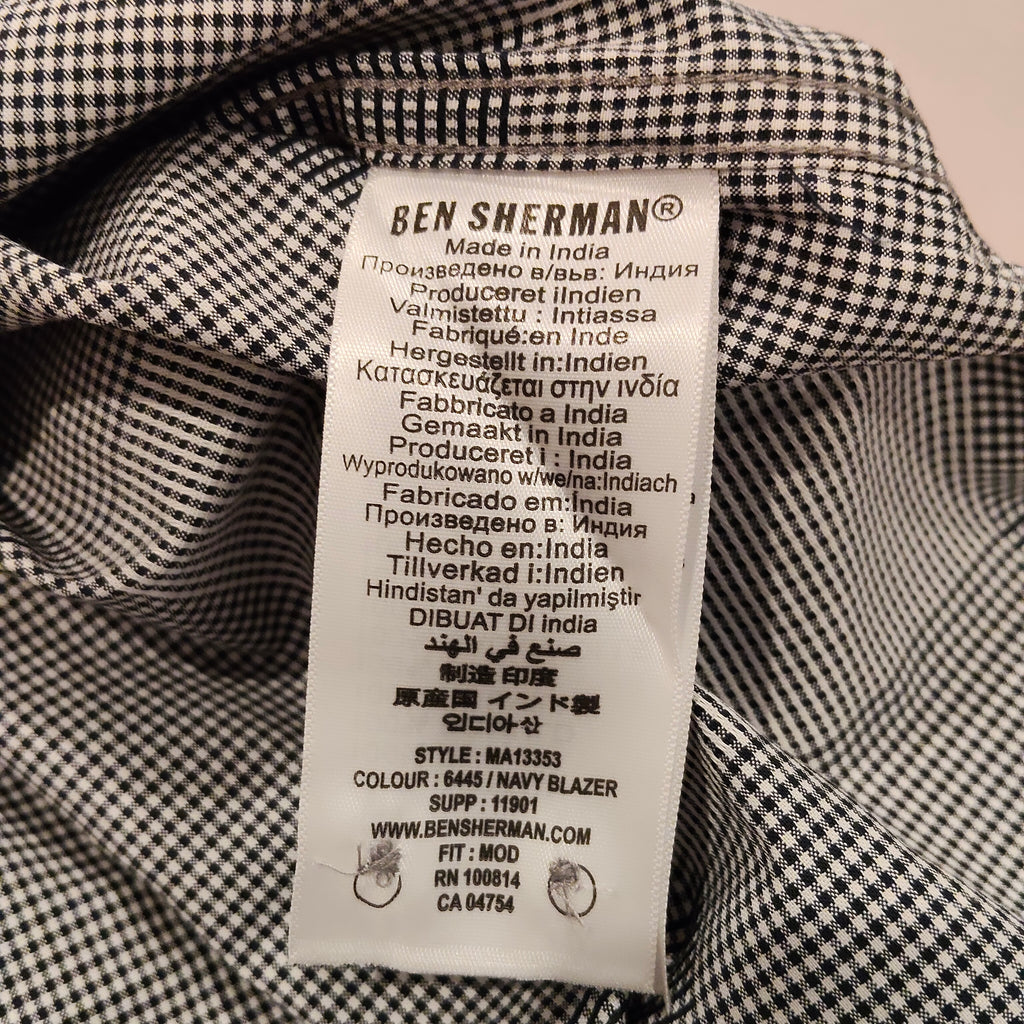 BEN SHERMAN®
Made in India
Произведено в/вьв: Индия
Produceret iIndien
Valmistettu : Intiassa
Fabriqué:en Inde
Hergestellt in:Indien
Κατασκευάζεται στην ινδία
Fabbricato a India
Gemaakt in India
Produceret i : India
Wyprodukowano w/we/na:Indiach
Fabricado em:India
Произведено в: Индия
Hecho en:India
Tillverkad i:Indien
Hindistan' da yapilmiştir
DIBUAT DI india
صنع في الهند
制造 印度
原産国 インド製
인디아산
STYLE : MA13353
COLOUR : 6445 / NAVY BLAZER
SUPP : 11901
WWW.BENSHERMAN.COM
FIT : MOD
RN 100814
CA 04754